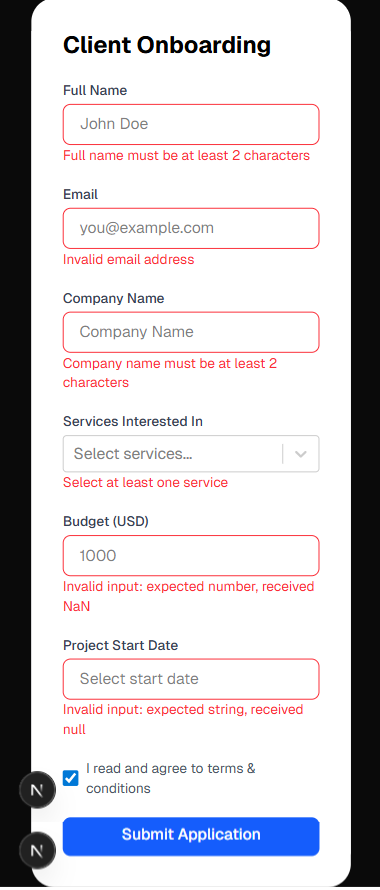 Client Onboarding
Full Name
John Doe
Full name must be at least 2 characters
Email
you@example.com
Invalid email address
Company Name
Company Name
Company name must be at least 2
characters
Services Interested In
Select services...
Select at least one service
Budget (USD)
1000
Invalid input: expected number, received
NaN
Project Start Date
Select start date
Invalid input: expected string, received
null
I read and agree to terms &
conditions
N
Submit Application
N